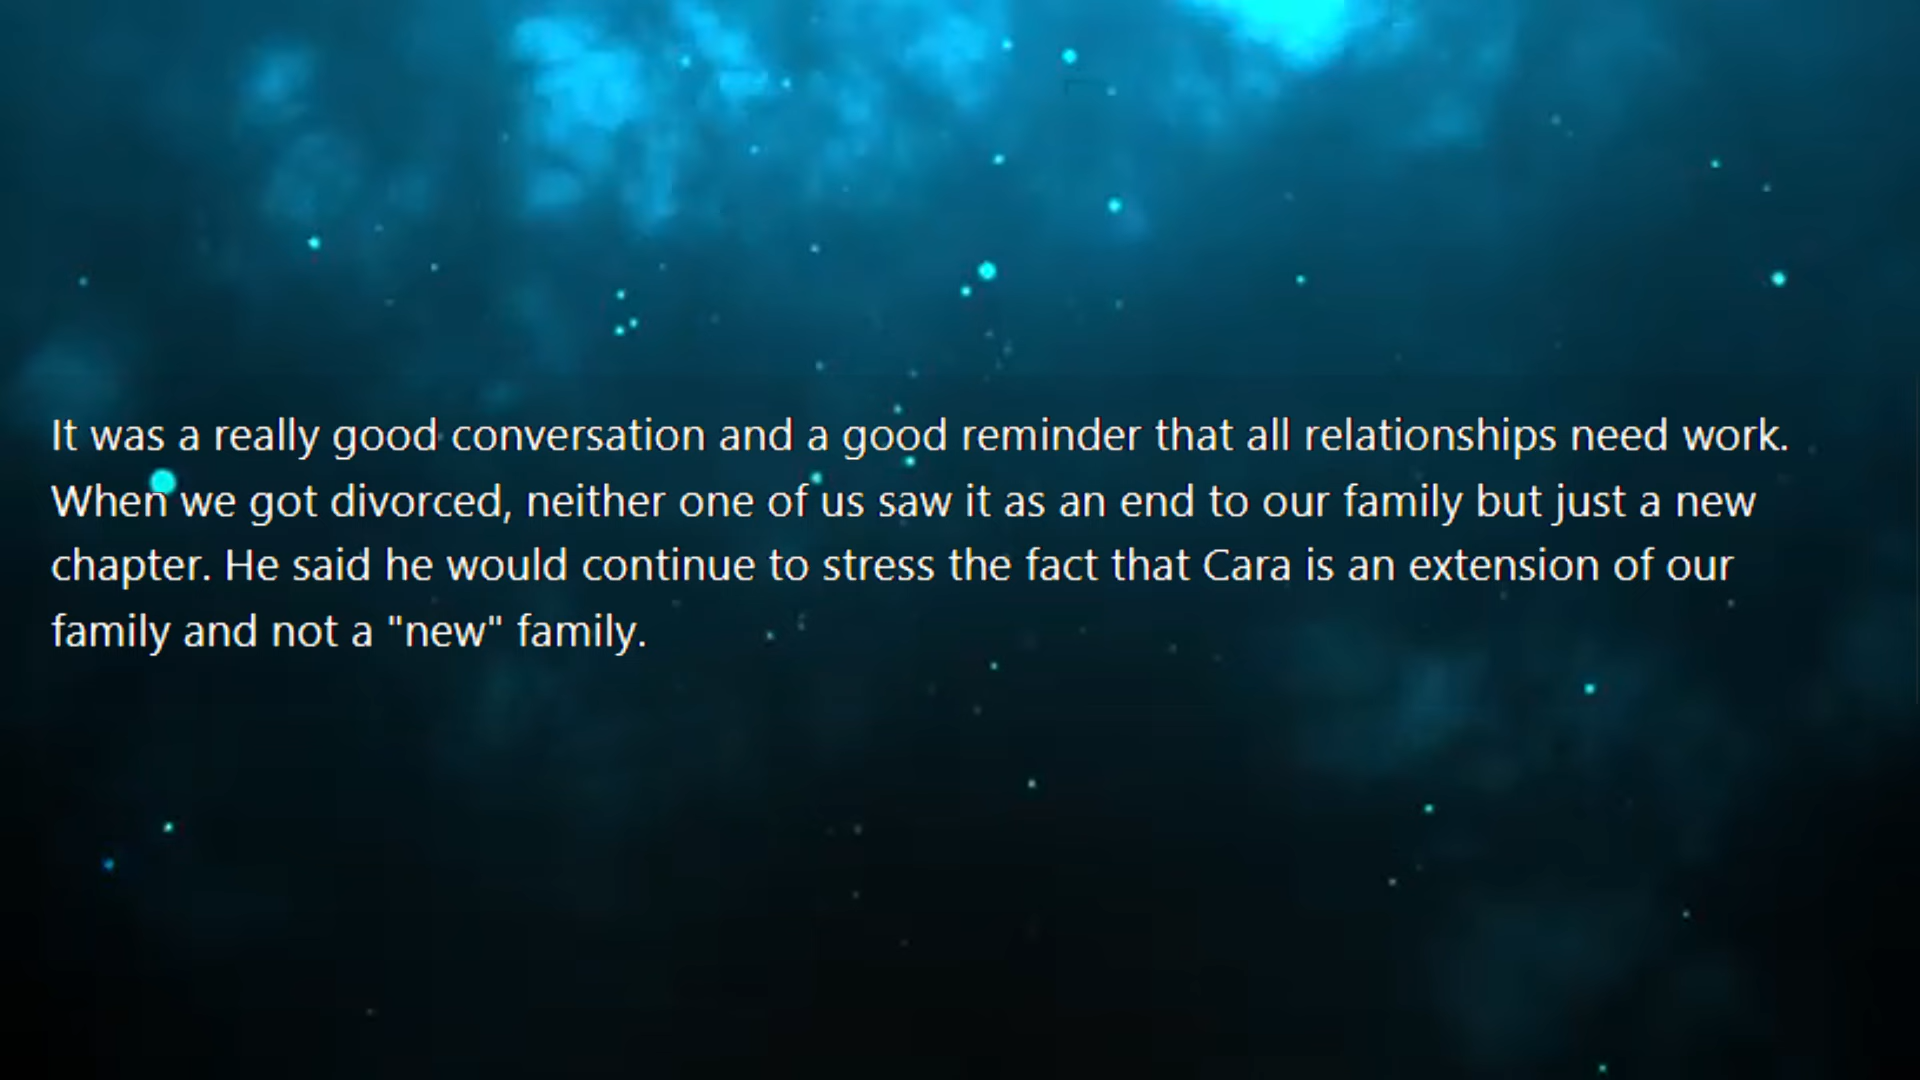 It was a really good conversation and a good reminder that all relationships need work.
When we got divorced, neither one of us saw it as an end to our family but just a new
chapter. He said he would continue to stress the fact that Cara is an extension of our
family and not a "new" family.